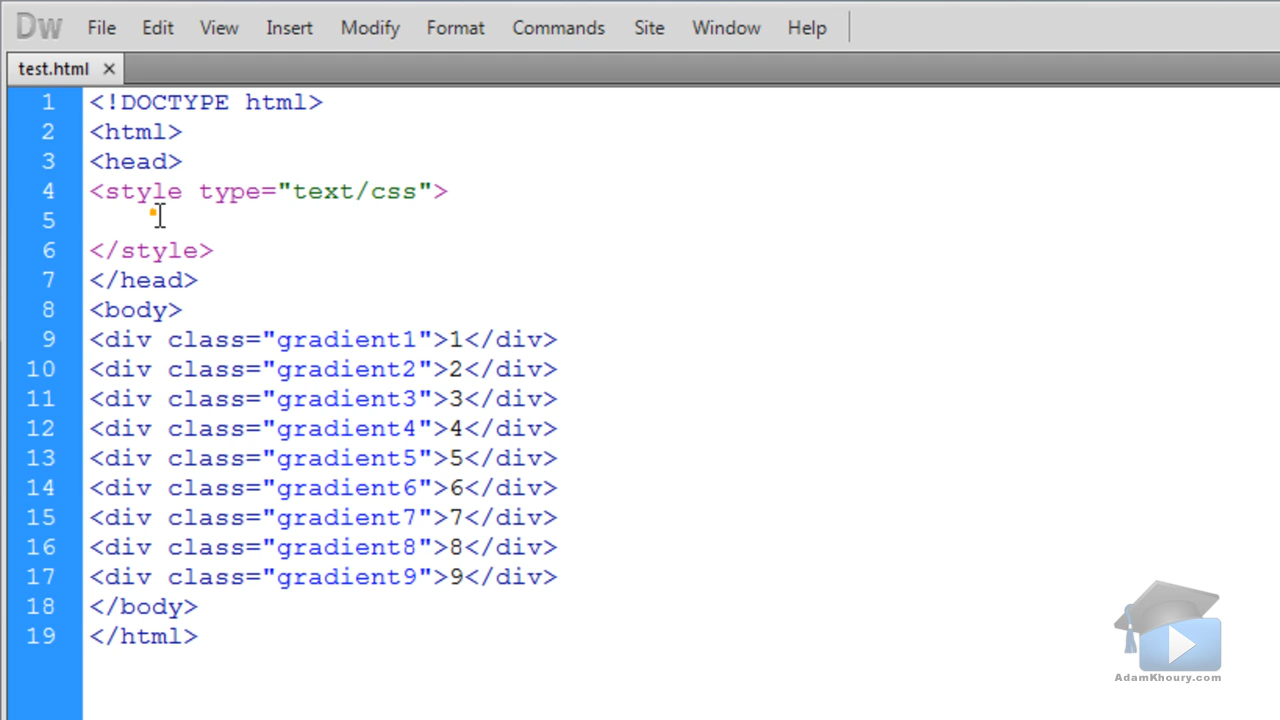 Dw File Edit View Insert Modify Format Commands Site Window Help
test.html ×
1 <!DOCTYPE html>
2 <html>
3 <head>
4 <style type="text/css">
5
6 </style>
7 </head>
8 <body>
9 <div class="gradient1">1</div>
10 <div class="gradient2">2</div>
11 <div class="gradient3">3</div>
12 <div class="gradient4">4</div>
13 <div class="gradient5">5</div>
14 <div class="gradient6">6</div>
15 <div class="gradient7">7</div>
16 <div class="gradient8">8</div>
17 <div class="gradient9">9</div>
18 </body>
19 </html>
AdamKhoury.com